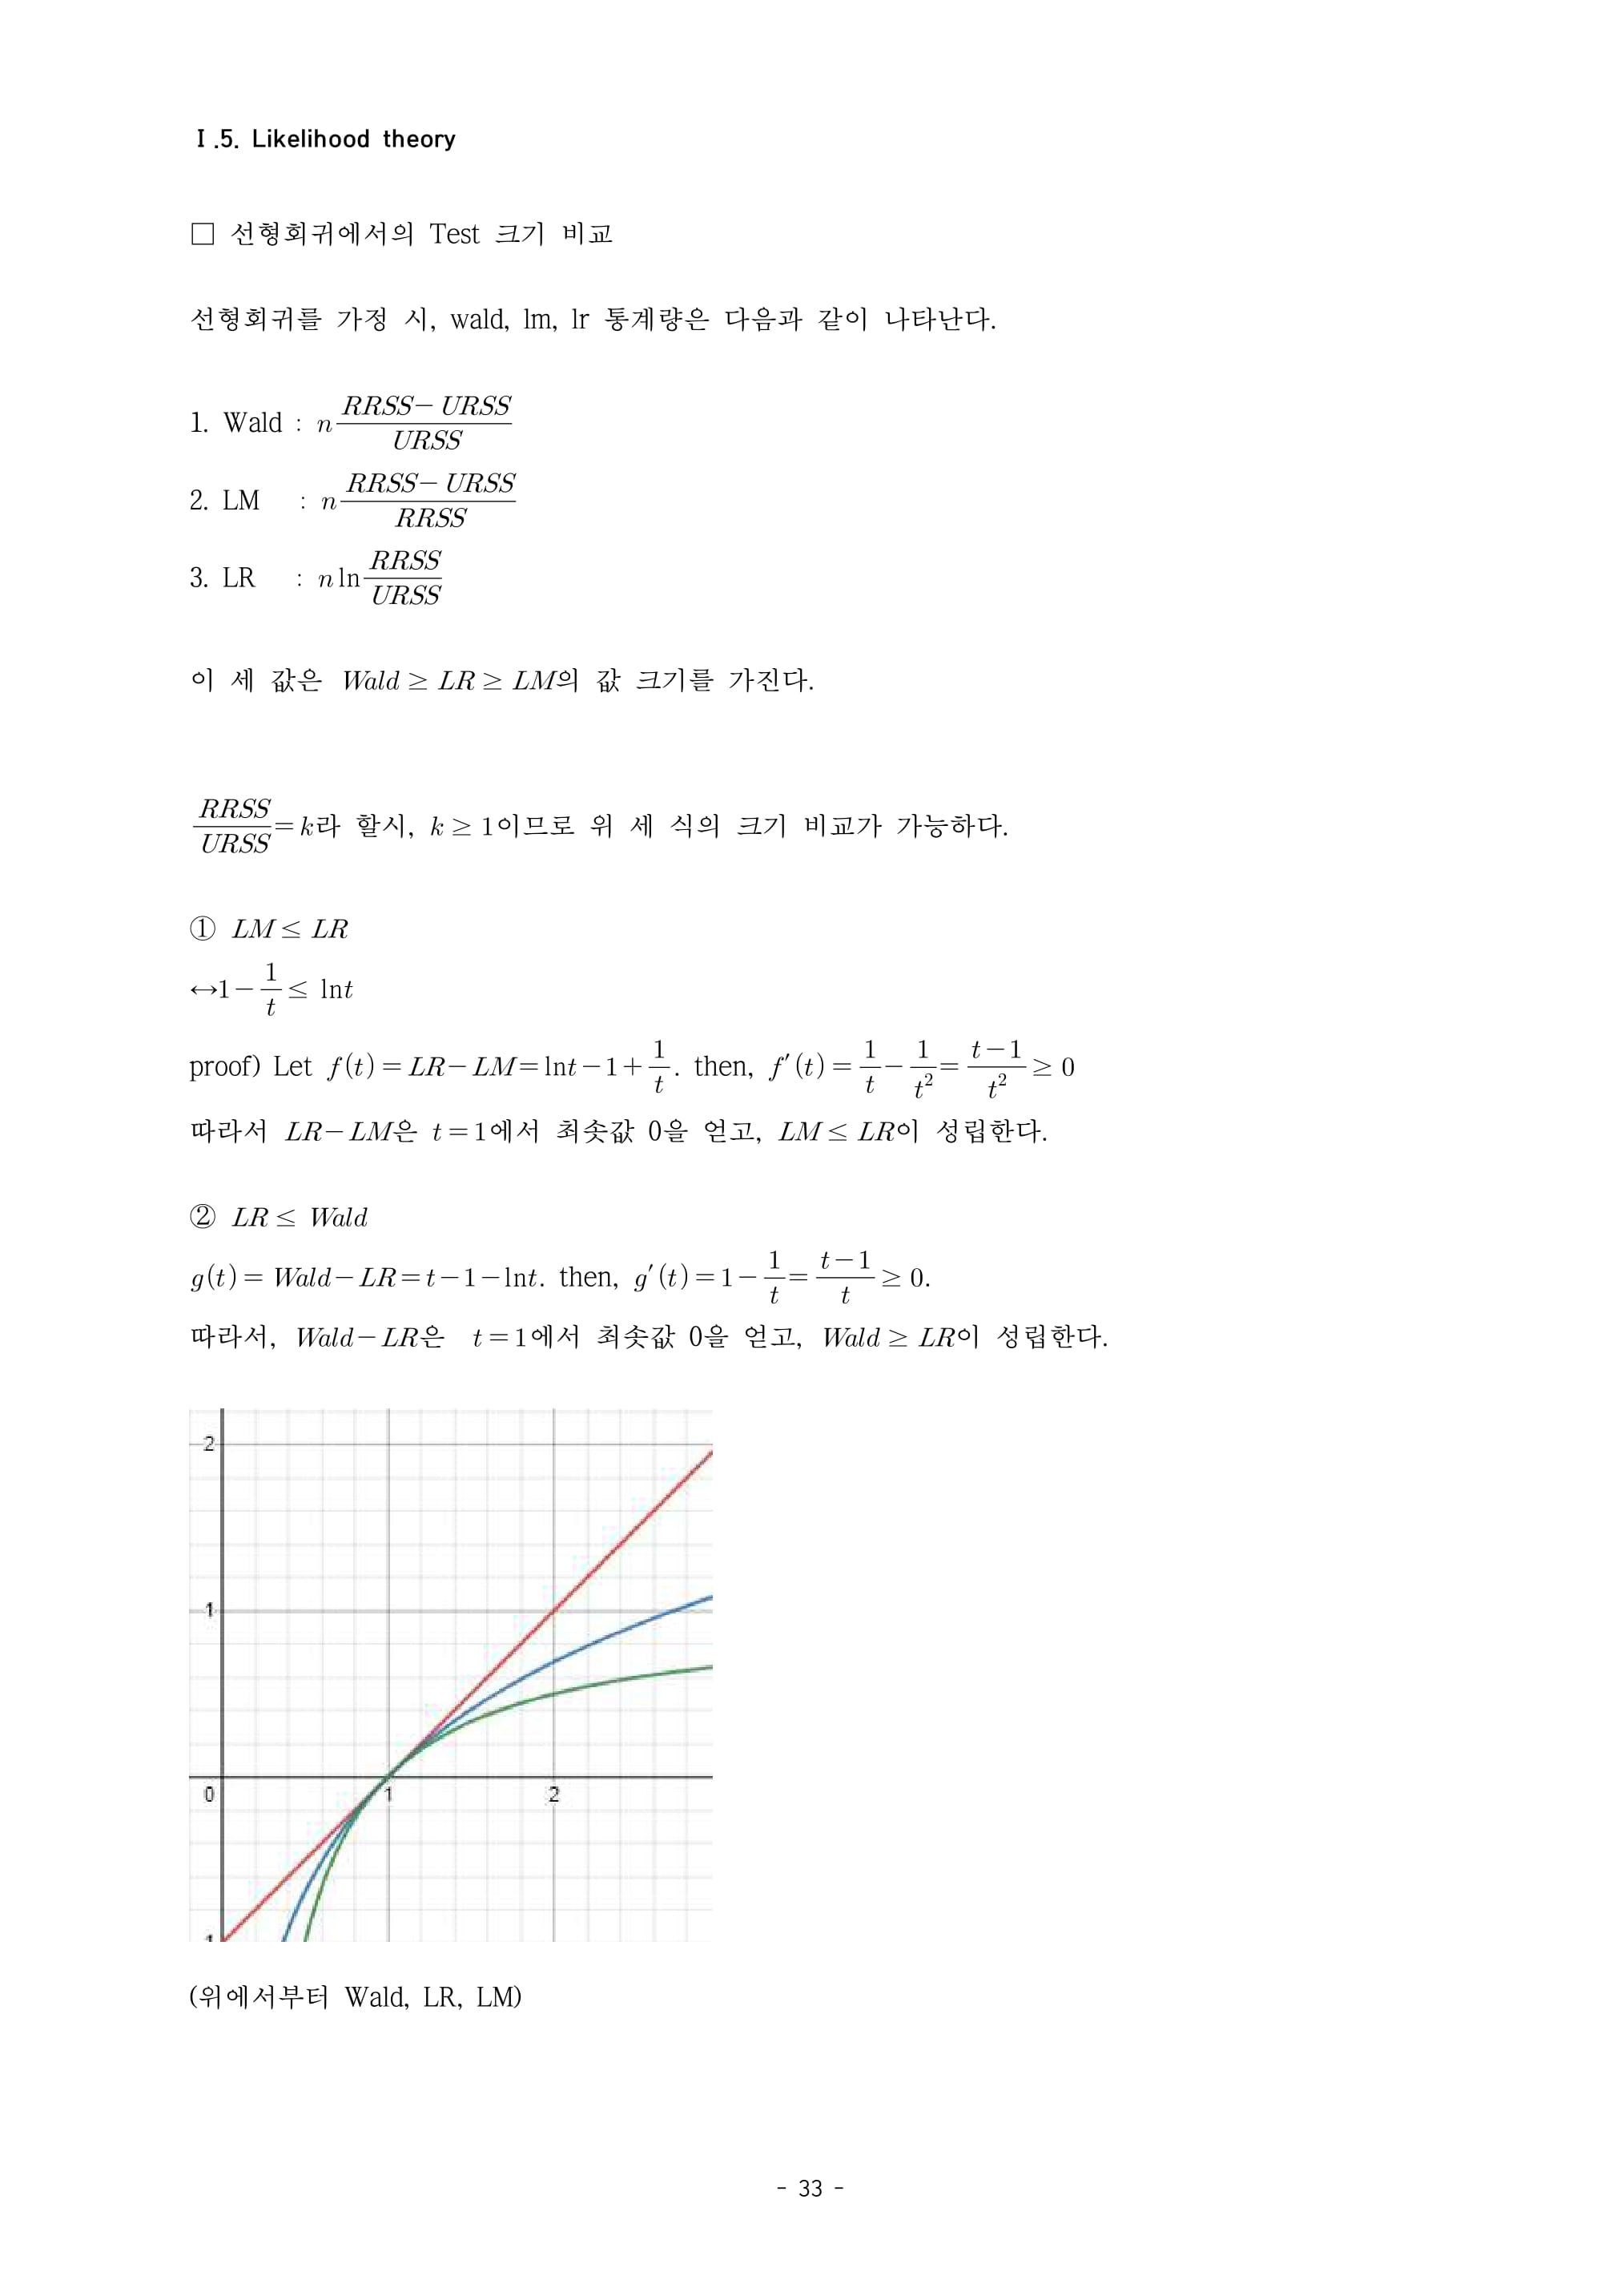 Ⅰ.5. Likelihood theory
□ 선형회귀에서의 Test 크기 비교
선형회귀를 가정 시, wald, lm, lr 통계량은 다음과 같이 나타난다.
1. Wald : $n\frac{RRSS-URSS}{URSS}$
2. LM : $n\frac{RRSS-URSS}{RRSS}$
3. LR : $n\ln\frac{RRSS}{URSS}$
이 세 값은 $Wald \geq LR \geq LM$의 값 크기를 가진다.
$\frac{RRSS}{URSS}=k$라 할시, $k \geq 1$이므로 위 세 식의 크기 비교가 가능하다.
① $LM \leq LR$
↔$1-\frac{1}{t} \leq \ln t$
proof) Let $f(t)=LR-LM=\ln t-1+\frac{1}{t}$. then, $f'(t)=\frac{1}{t}-\frac{1}{t^2}=\frac{t-1}{t^2} \geq 0$
따라서 $LR-LM$은 $t=1$에서 최솟값 0을 얻고, $LM \leq LR$이 성립한다.
② $LR \leq Wald$
$g(t)=Wald-LR=t-1-\ln t$. then, $g'(t)=1-\frac{1}{t}=\frac{t-1}{t} \geq 0$.
따라서, $Wald-LR$은 $t=1$에서 최솟값 0을 얻고, $Wald \geq LR$이 성립한다.
2
1
0 1 2
(위에서부터 Wald, LR, LM)
- 33 -